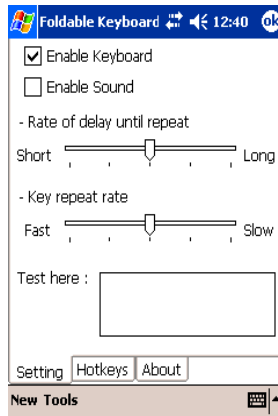 Foldable Keyboard 12:40 ok
Enable Keyboard
Enable Sound
- Rate of delay until repeat
Short Long
- Key repeat rate
Fast Slow
Test here :
Setting Hotkeys About
New Tools